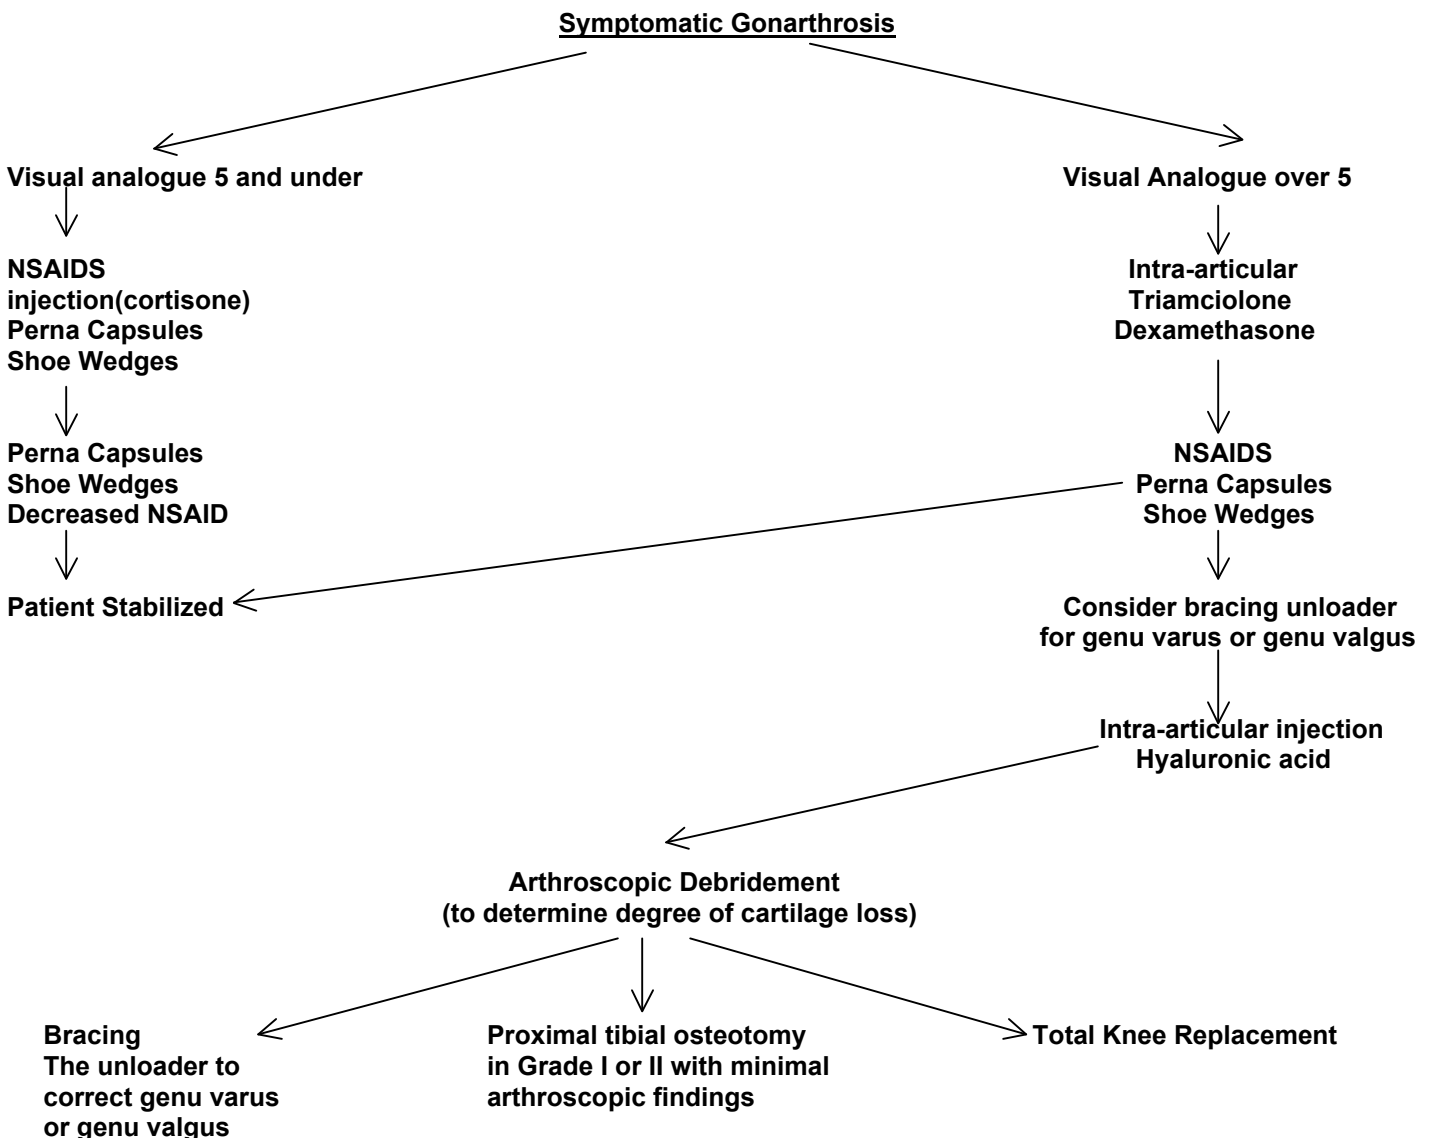 Symptomatic Gonarthrosis
Visual analogue 5 and under
Visual Analogue over 5
NSAIDS
injection(cortisone)
Perna Capsules
Shoe Wedges
Intra-articular
Triamciolone
Dexamethasone
Perna Capsules
Shoe Wedges
Decreased NSAID
NSAIDS
Perna Capsules
Shoe Wedges
Patient Stabilized
Consider bracing unloader
for genu varus or genu valgus
Intra-articular injection
Hyaluronic acid
Arthroscopic Debridement
(to determine degree of cartilage loss)
Bracing
The unloader to
correct genu varus
or genu valgus
Proximal tibial osteotomy
in Grade I or II with minimal
arthroscopic findings
Total Knee Replacement